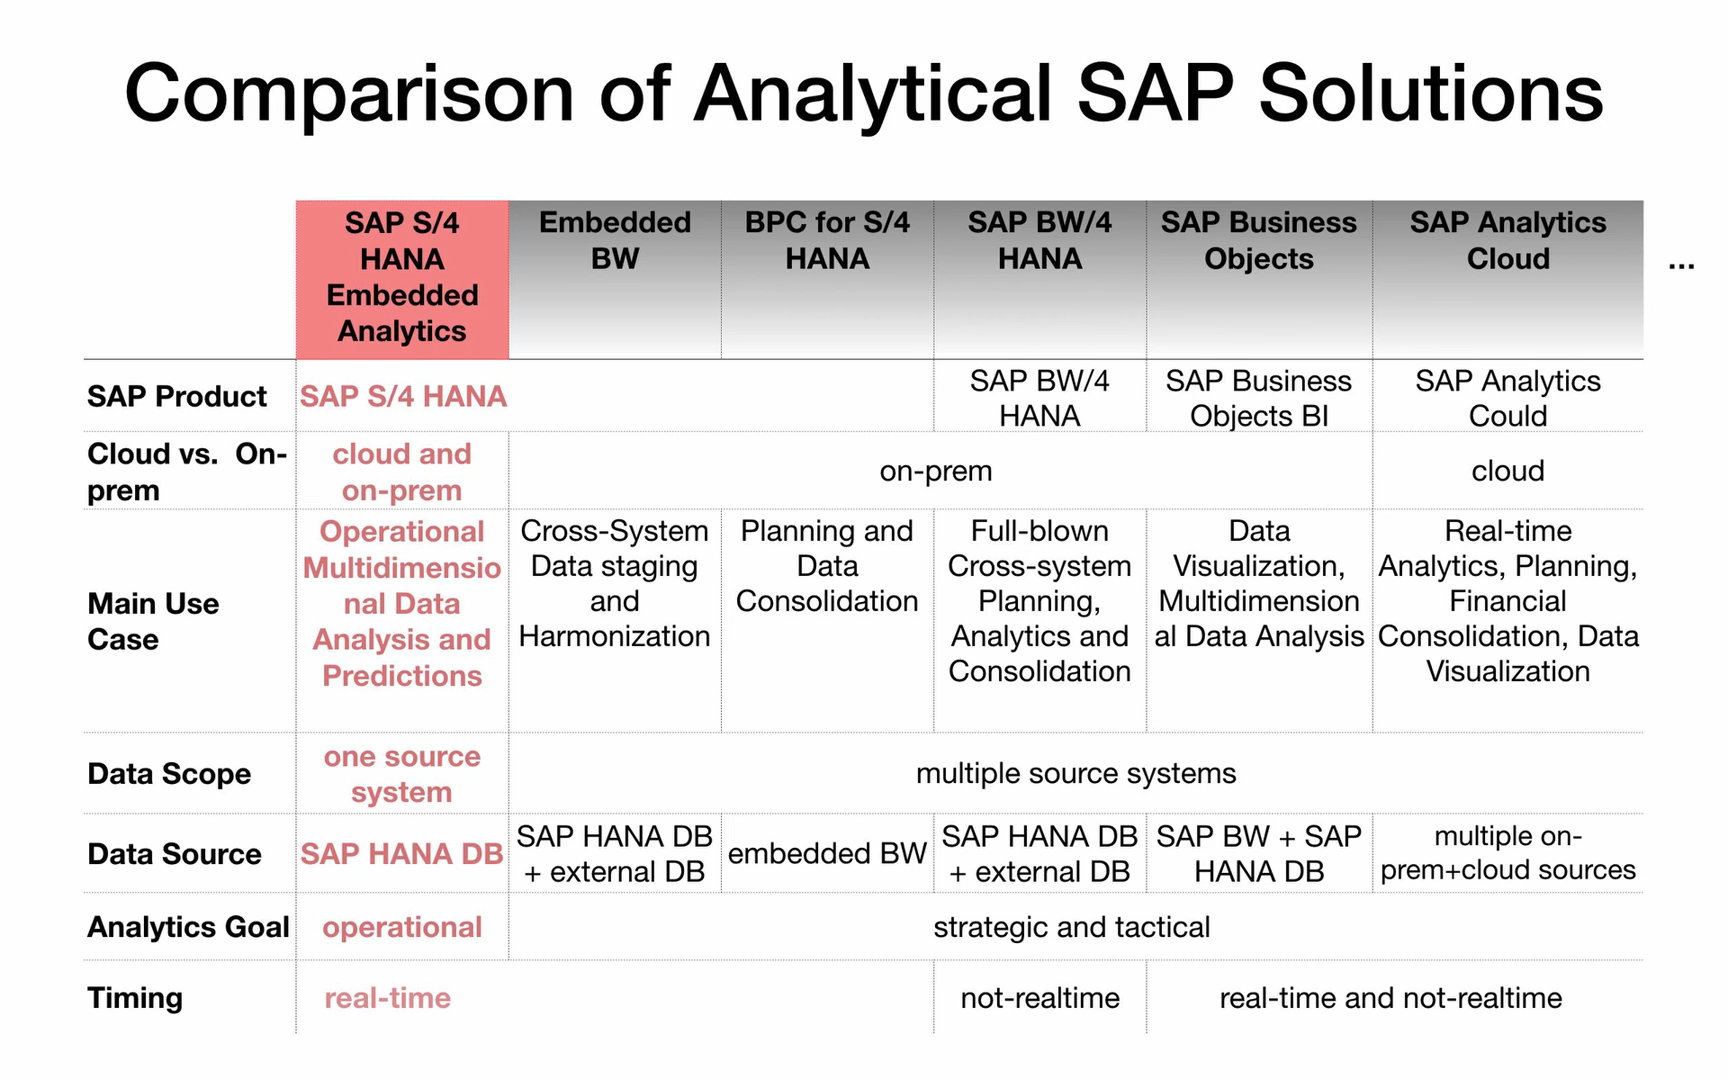 Comparison of Analytical SAP Solutions
SAP S/4
HANA
Embedded
Analytics
Embedded
BW
BPC for S/4
HANA
SAP BW/4
HANA
SAP Business
Objects
SAP Analytics
Cloud
...
SAP Product
SAP S/4 HANA
SAP BW/4
HANA
SAP Business
Objects BI
SAP Analytics
Could
Cloud vs. On-
prem
cloud and
on-prem
on-prem
cloud
Main Use
Case
Operational
Multidimensio
nal Data
Analysis and
Predictions
Cross-System
Data staging
and
Harmonization
Planning and
Data
Consolidation
Full-blown
Cross-system
Planning,
Analytics and
Consolidation
Data
Visualization,
Multidimension
al Data Analysis
Real-time
Analytics, Planning,
Financial
Consolidation, Data
Visualization
Data Scope
one source
system
multiple source systems
Data Source
SAP HANA DB
SAP HANA DB
+ external DB
embedded BW
SAP HANA DB
+ external DB
SAP BW + SAP
HANA DB
multiple on-
prem+cloud sources
Analytics Goal
operational
strategic and tactical
Timing
real-time
not-realtime
real-time and not-realtime